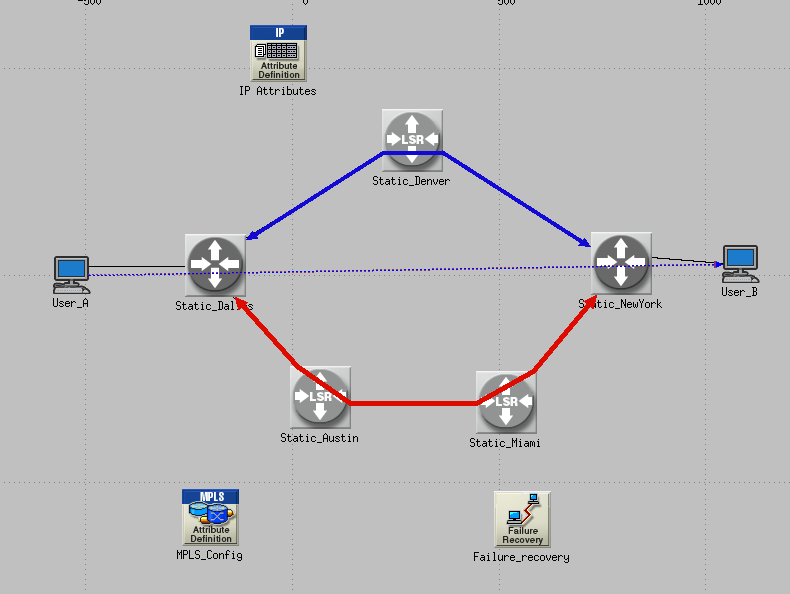 -500 0 500 1000
IP
Attribute
Definition
IP Attributes
LSR
Static_Denver
User_A
Static_Dallas
Static_NewYork
User_B
LSR
Static_Austin
LSR
Static_Miami
MPLS
Attribute
Definition
MPLS_Config
Failure
Recovery
Failure_recovery